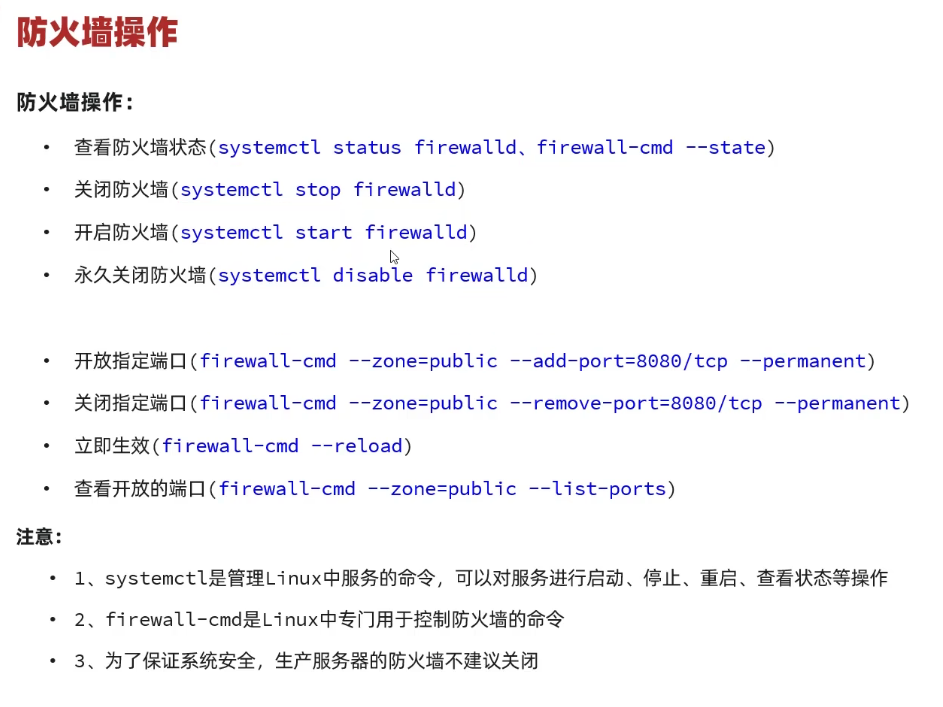 防火墙操作
防火墙操作：
• 查看防火墙状态(systemctl status firewalld、firewall-cmd --state)
• 关闭防火墙(systemctl stop firewalld)
• 开启防火墙(systemctl start firewalld)
• 永久关闭防火墙(systemctl disable firewalld)
• 开放指定端口(firewall-cmd --zone=public --add-port=8080/tcp --permanent)
• 关闭指定端口(firewall-cmd --zone=public --remove-port=8080/tcp --permanent)
• 立即生效(firewall-cmd --reload)
• 查看开放的端口(firewall-cmd --zone=public --list-ports)
注意：
• 1、systemctl是管理Linux中服务的命令，可以对服务进行启动、停止、重启、查看状态等操作
• 2、firewall-cmd是Linux中专门用于控制防火墙的命令
• 3、为了保证系统安全，生产服务器的防火墙不建议关闭